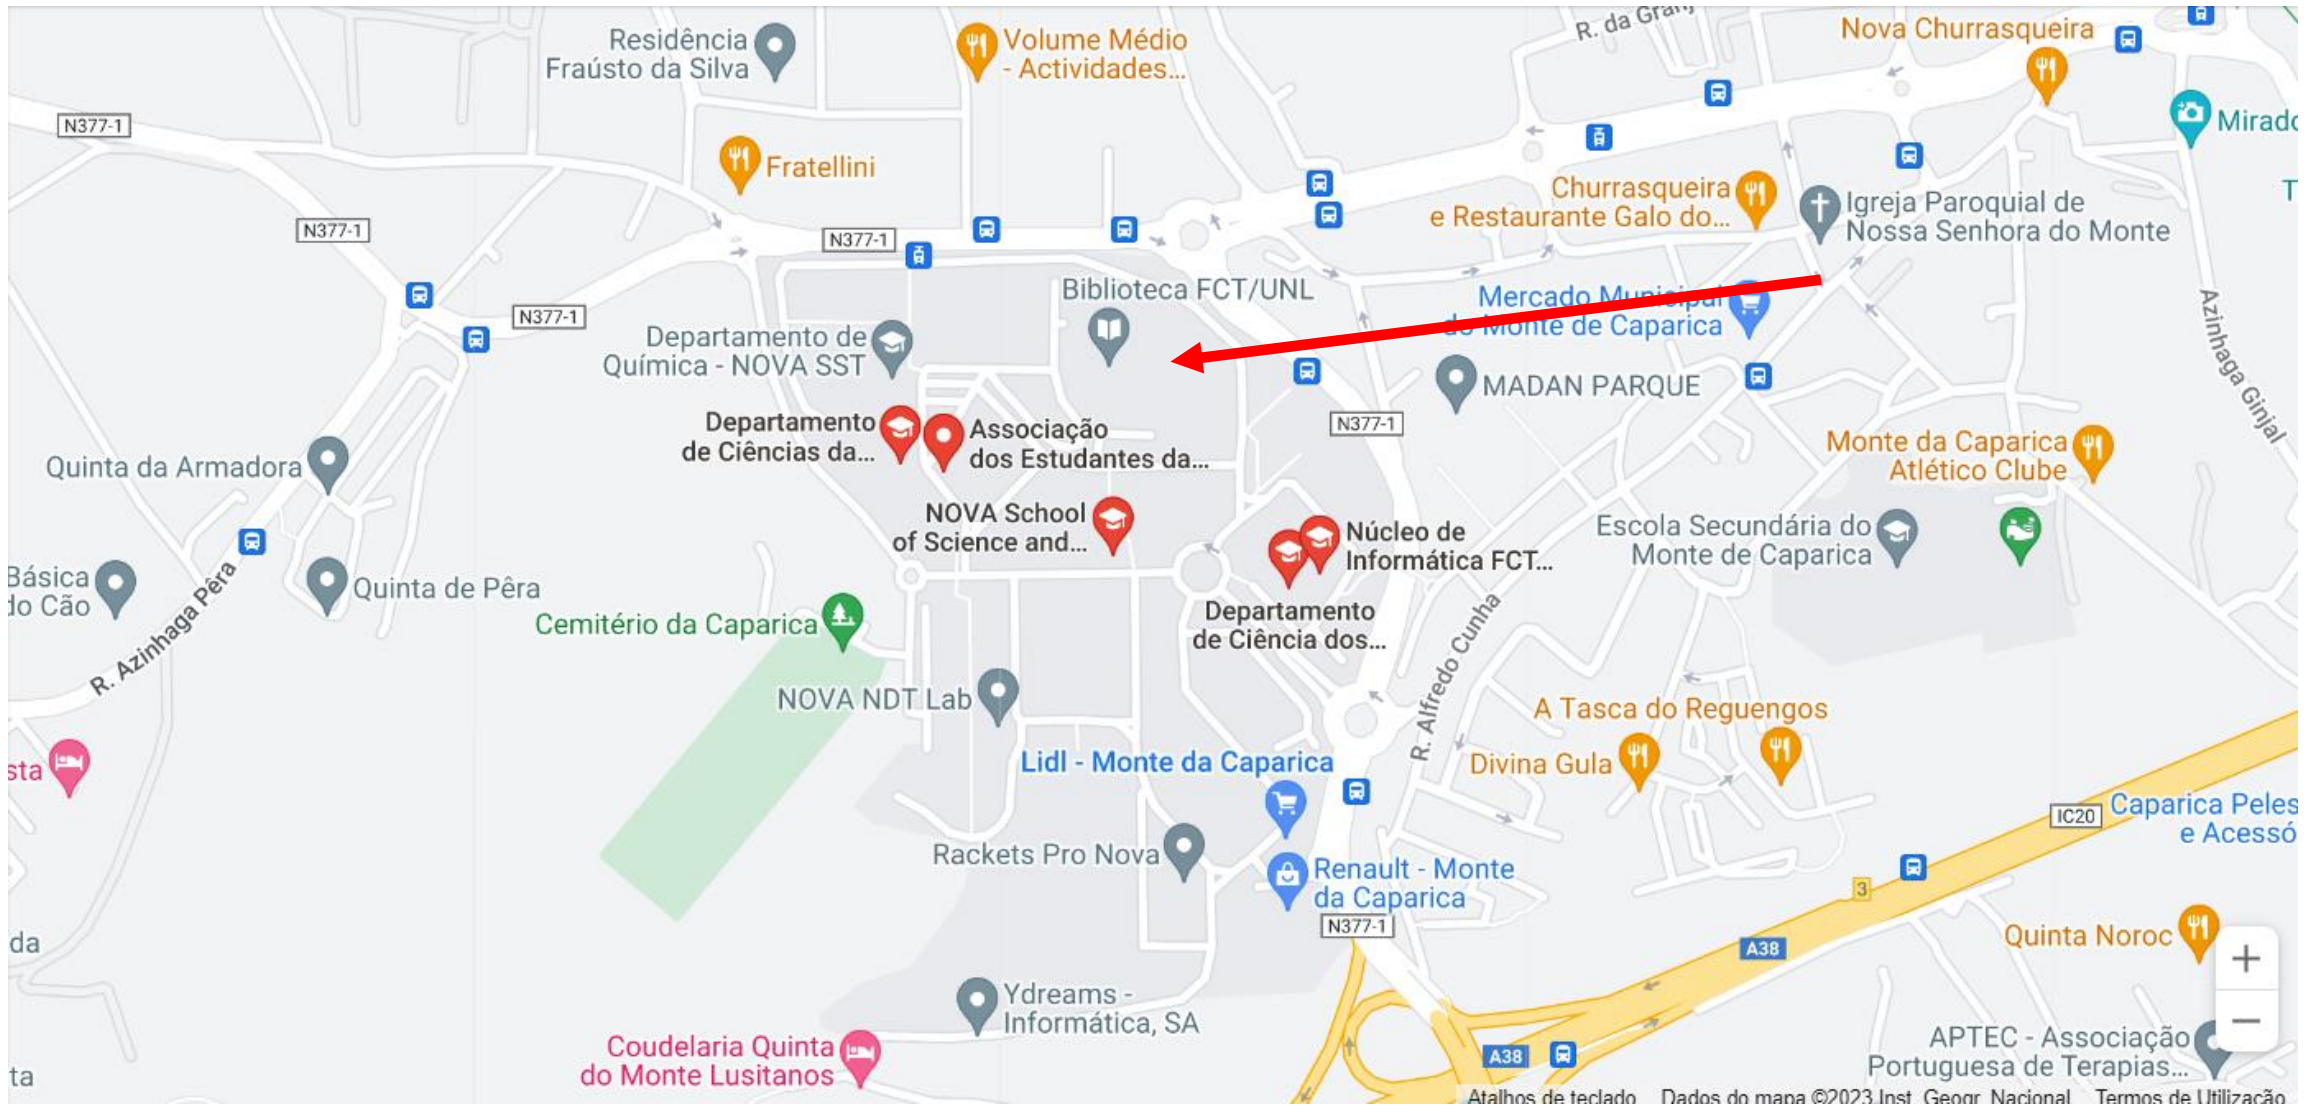 R. da Granj
Nova Churrasqueira
Residência
Fraústo da Silva
Volume Médio
- Actividades...
N377-1
Mirado
Fratellini
Churrasqueira
e Restaurante Galo do...
Igreja Paroquial de
Nossa Senhora do Monte
T
N377-1
N377-1
Biblioteca FCT/UNL
Mercado Municipal
do Monte de Caparica
N377-1
Departamento de
Química - NOVA SST
Azinhaga Ginjal
MADAN PARQUE
Departamento
de Ciências da...
Associação
dos Estudantes da...
N377-1
Monte da Caparica
Atlético Clube
Quinta da Armadora
NOVA School
of Science and...
Núcleo de
Informática FCT...
Escola Secundária do
Monte de Caparica
Básica
do Cão
Quinta de Pêra
R. Azinhaga Pêra
Cemitério da Caparica
Departamento
de Ciência dos...
R. Alfredo Cunha
NOVA NDT Lab
A Tasca do Reguengos
sta
Lidl - Monte da Caparica
Divina Gula
IC20
Caparica Peles
e Acessó
Rackets Pro Nova
Renault - Monte
da Caparica
3
N377-1
da
A38
Quinta Noroc
+
Ydreams -
Informática, SA
−
Coudelaria Quinta
do Monte Lusitanos
A38
APTEC - Associação
Portuguesa de Terapias...
ta
Atalhos de teclado Dados do mapa ©2023 Inst. Geogr. Nacional Termos de Utilização